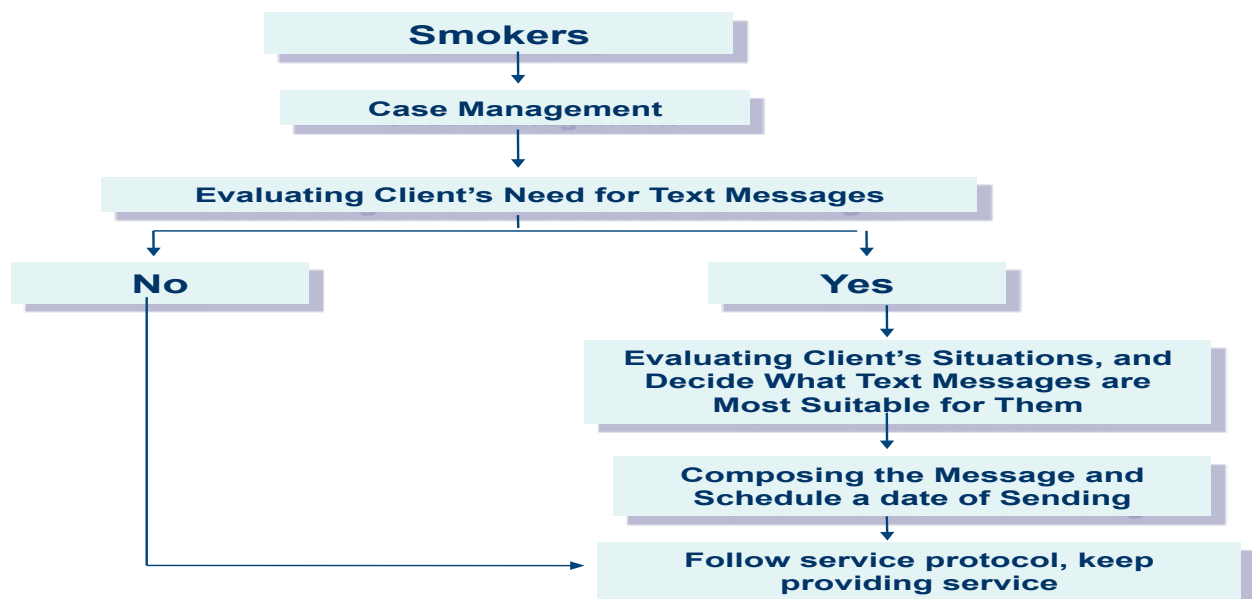 Smokers
Case Management
Evaluating Client’s Need for Text Messages
No
Yes
Evaluating Client’s Situations, and
Decide What Text Messages are
Most Suitable for Them
Composing the Message and
Schedule a date of Sending
Follow service protocol, keep
providing service